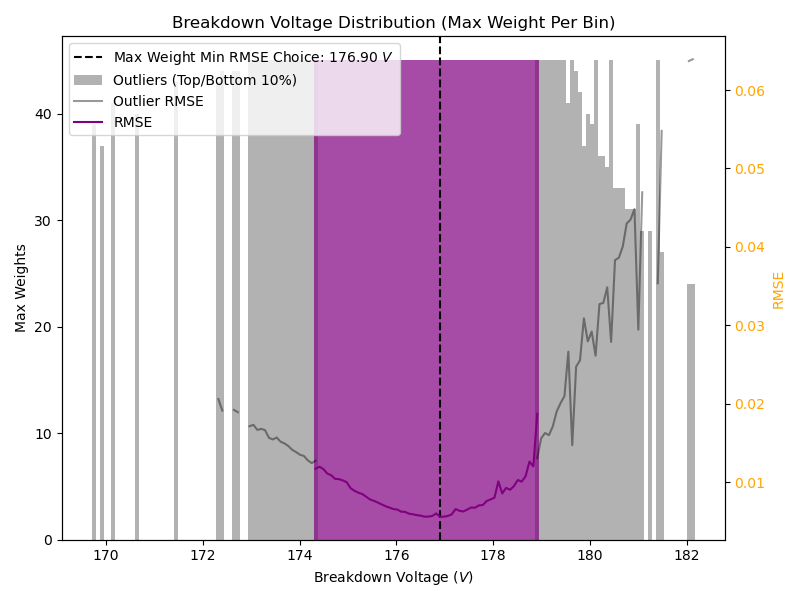 Breakdown Voltage Distribution (Max Weight Per Bin)
Max Weight Min RMSE Choice: 176.90 V
Outliers (Top/Bottom 10%)
Outlier RMSE
RMSE
Max Weights
40
30
20
10
0
0.06
0.05
0.04
0.03
0.02
0.01
RMSE
170 172 174 176 178 180 182
Breakdown Voltage (V)